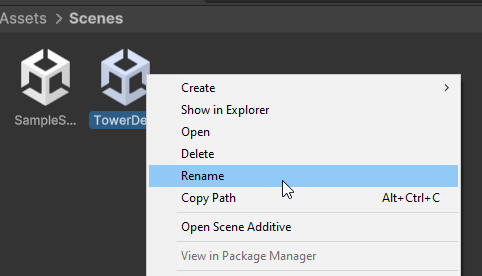 Assets > Scenes
SampleS...
TowerDe
Create >
Show in Explorer
Open
Delete
Rename
Copy Path Alt+Ctrl+C
Open Scene Additive
View in Package Manager